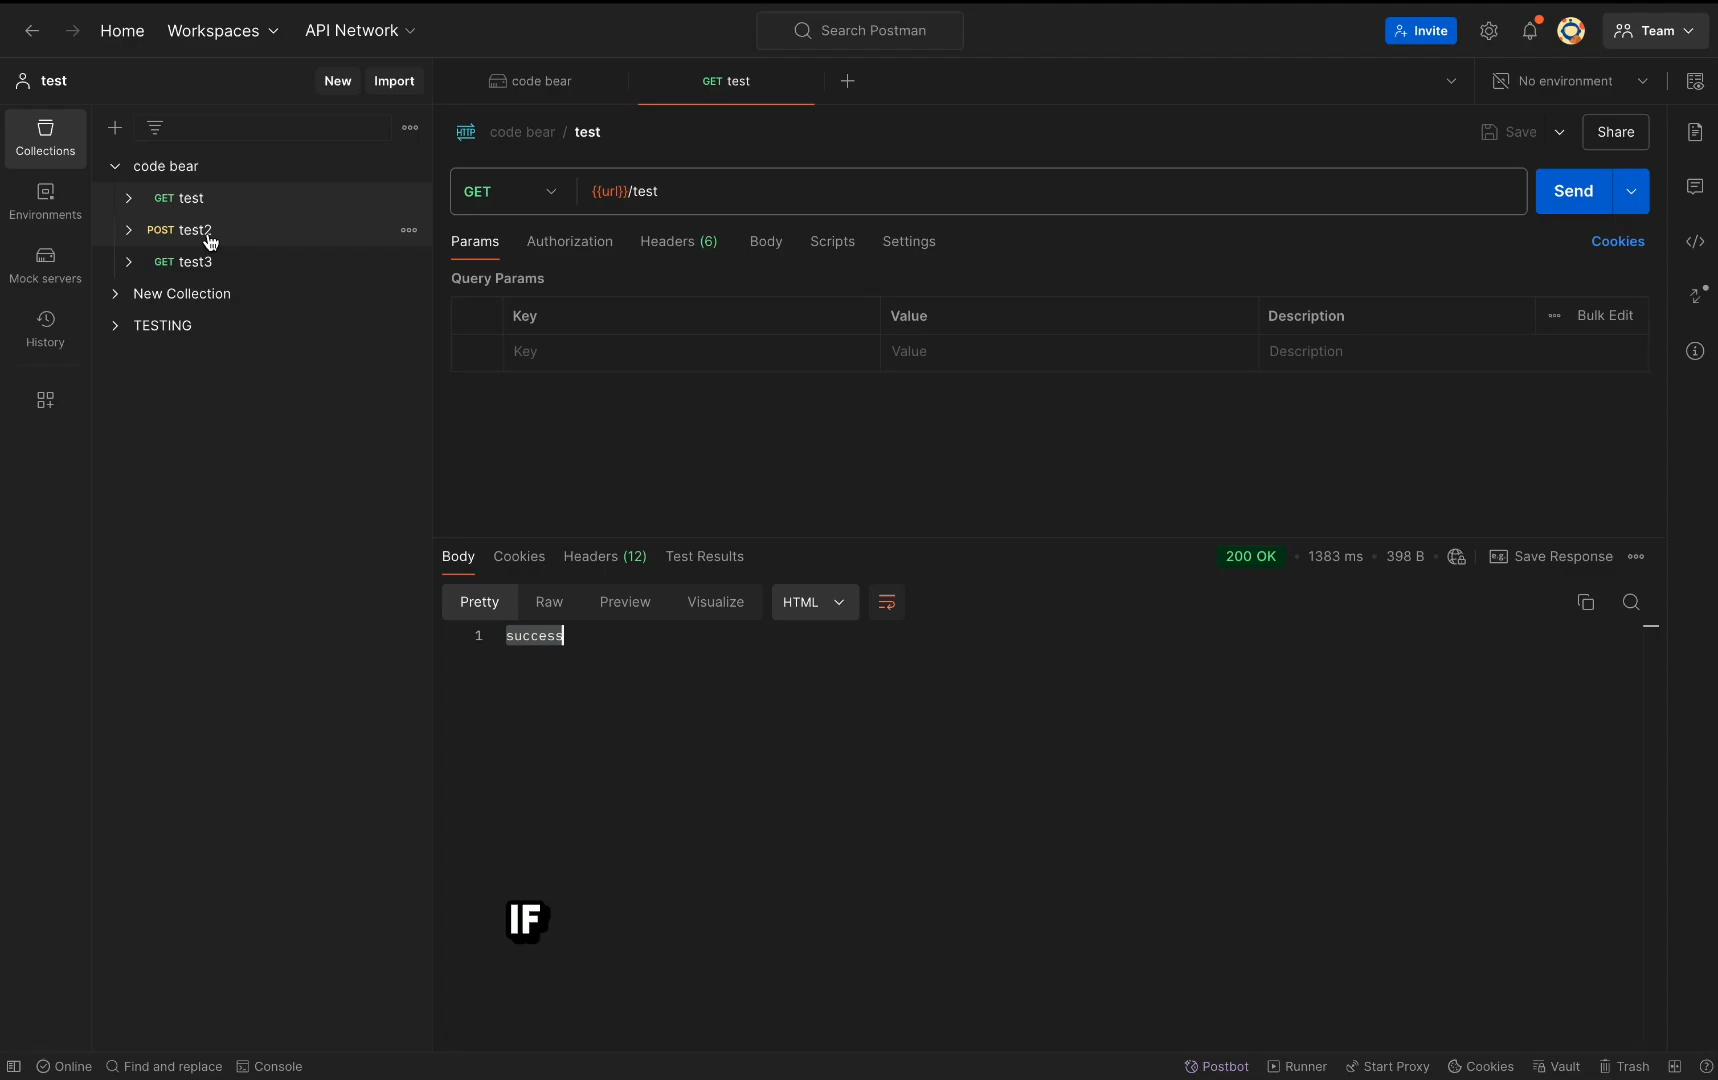 Home Workspaces API Network Search Postman Invite Team
test New Import code bear GET test No environment
Collections
Environments
Mock servers
History
code bear
GET test
POST test2
GET test3
New Collection
TESTING
HTTP code bear / test Save Share
GET {{url}}/test Send
Params Authorization Headers (6) Body Scripts Settings Cookies
Query Params
Key Value Description Bulk Edit
Key Value Description
Body Cookies Headers (12) Test Results 200 OK • 1383 ms • 398 B e.g. Save Response
Pretty Raw Preview Visualize HTML
1 success
IF
Online Find and replace Console Postbot Runner Start Proxy Cookies Vault Trash